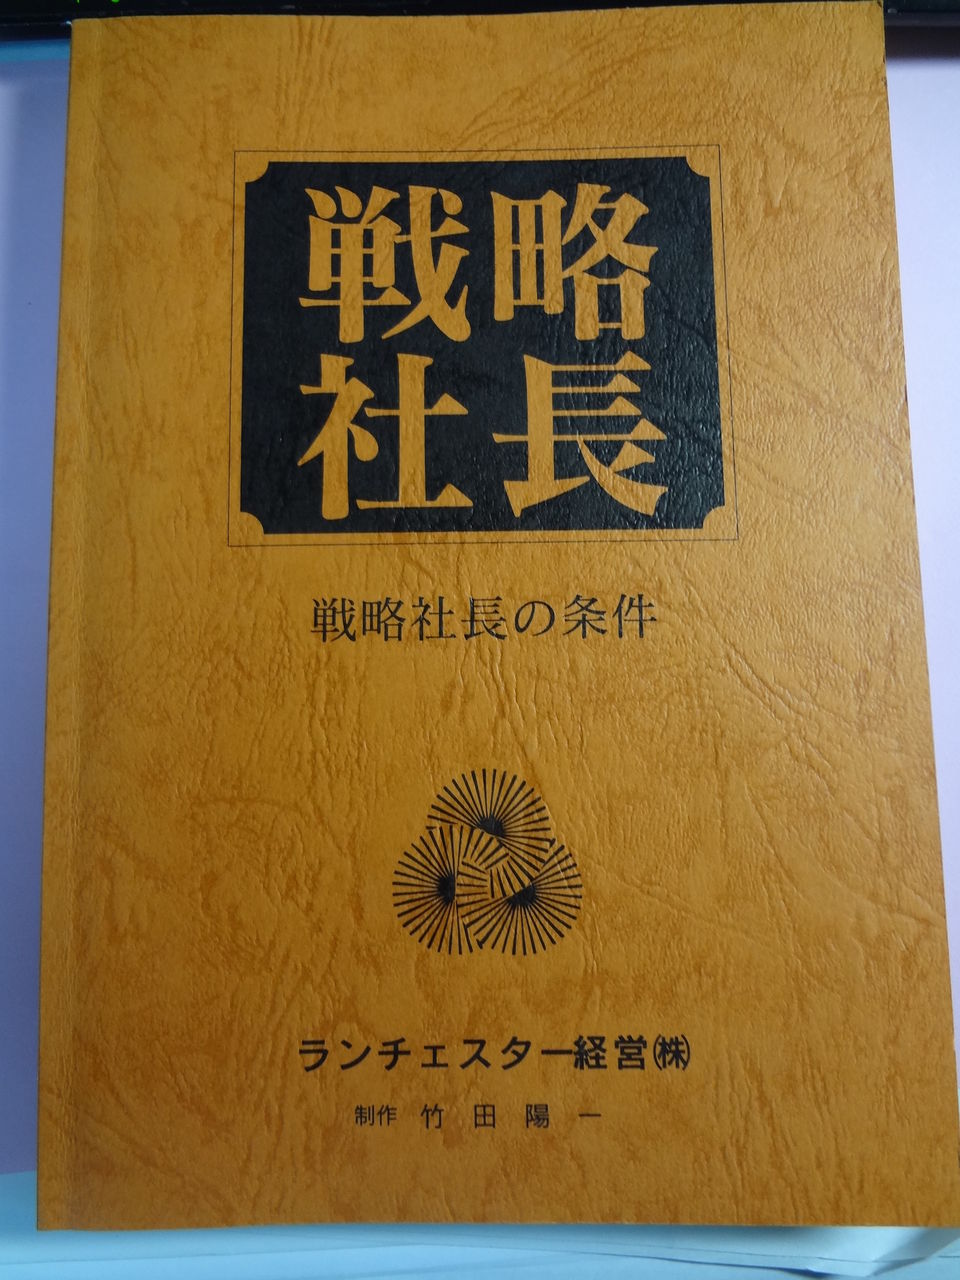 戦略
社長
戦略社長の条件
ランチェスター経営㈱
制作 竹田陽一